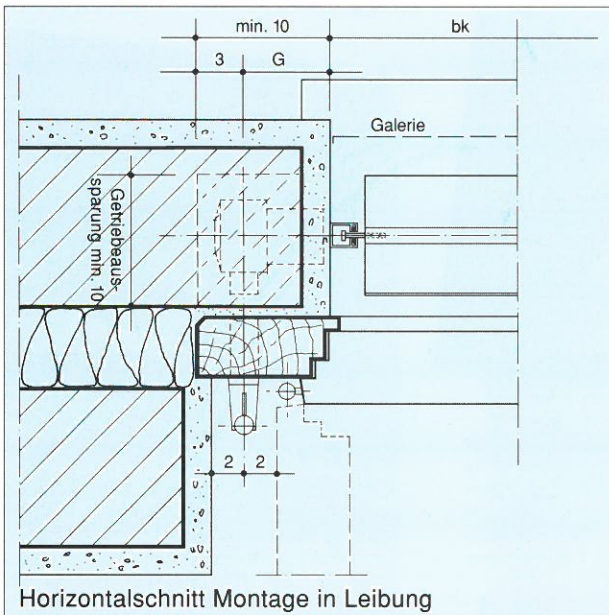 min. 10
bk
3
G
Galerie
Getriebeaus-
sparung min. 10
2
2
Horizontalschnitt Montage in Leibung